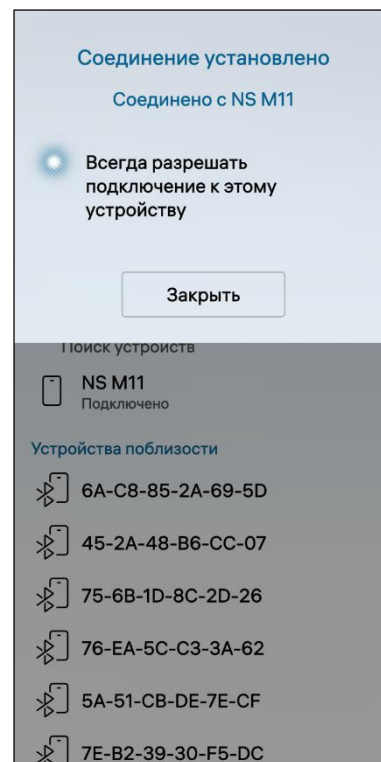 Соединение установлено
Соединено с NS M11
Всегда разрешать
подключение к этому
устройству
Закрыть
Поиск устройств
NS M11
Подключено
Устройства поблизости
6A-C8-85-2A-69-5D
45-2A-48-B6-CC-07
75-6B-1D-8C-2D-26
76-EA-5C-C3-3A-62
5A-51-CB-DE-7E-CF
7E-B2-39-30-F5-DC